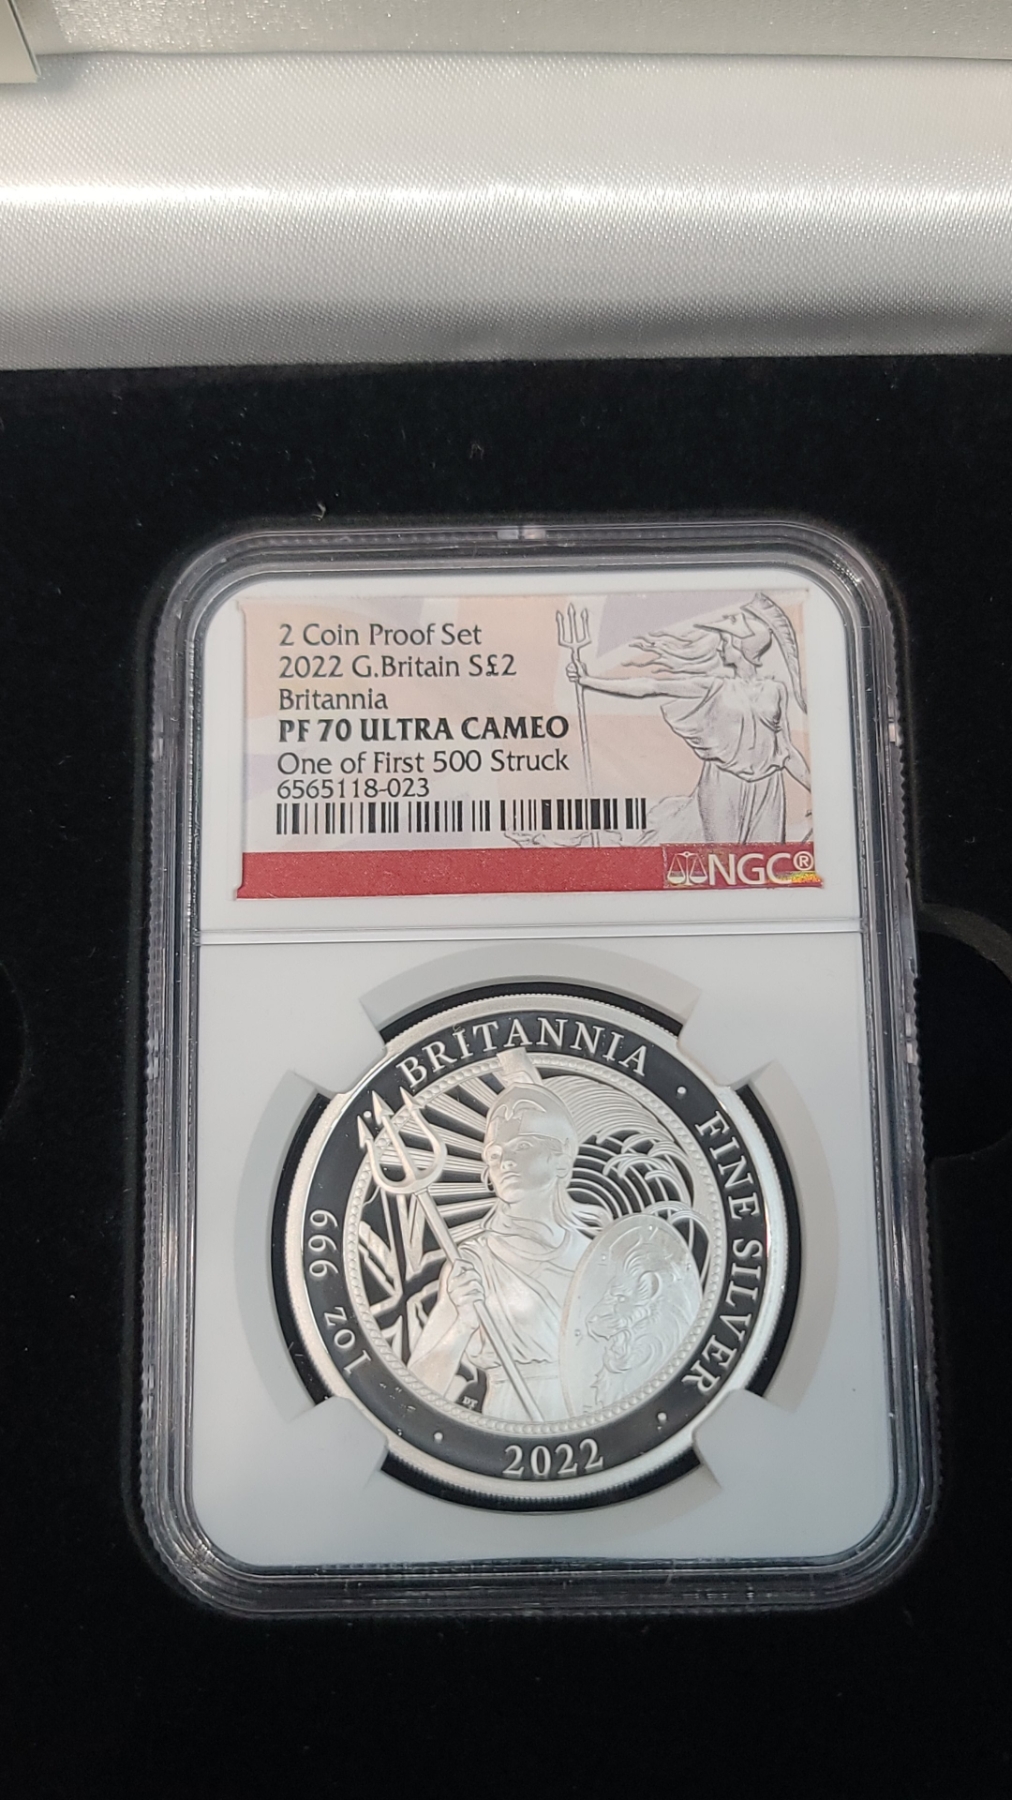 2 Coin Proof Set
2022 G.Britain S£2
Britannia
PF 70 ULTRA CAMEO
One of First 500 Struck
6565118-023
NGC®
BRITANNIA · FINE SILVER · 2022 · 1oz 999